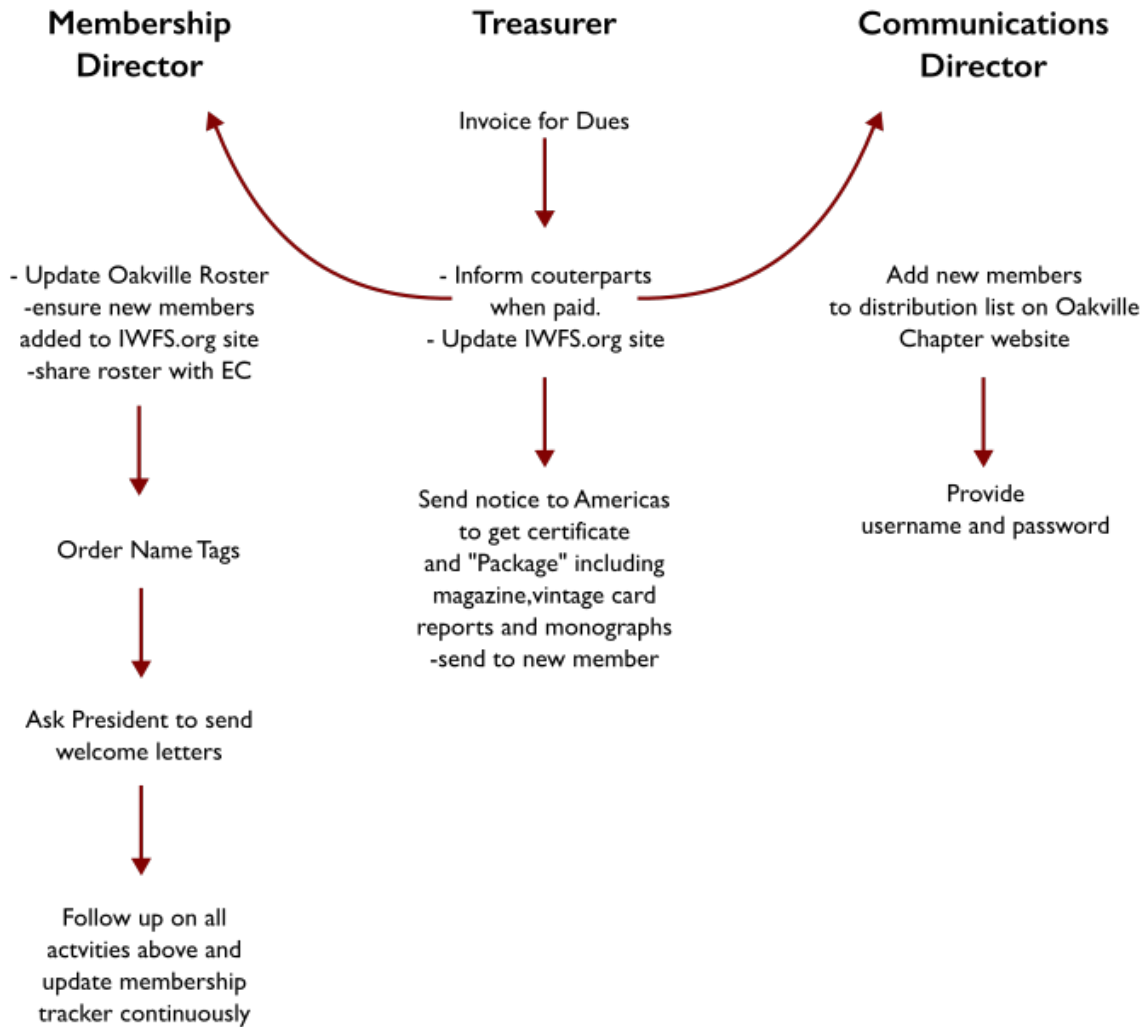 Membership
Director
Treasurer
Communications
Director
Invoice for Dues
- Update Oakville Roster
-ensure new members
added to IWFS.org site
-share roster with EC
- Inform couterparts
when paid.
- Update IWFS.org site
Add new members
to distribution list on Oakville
Chapter website
Order Name Tags
Send notice to Americas
to get certificate
and "Package" including
magazine,vintage card
reports and monographs
-send to new member
Provide
username and password
Ask President to send
welcome letters
Follow up on all
actvities above and
update membership
tracker continuously